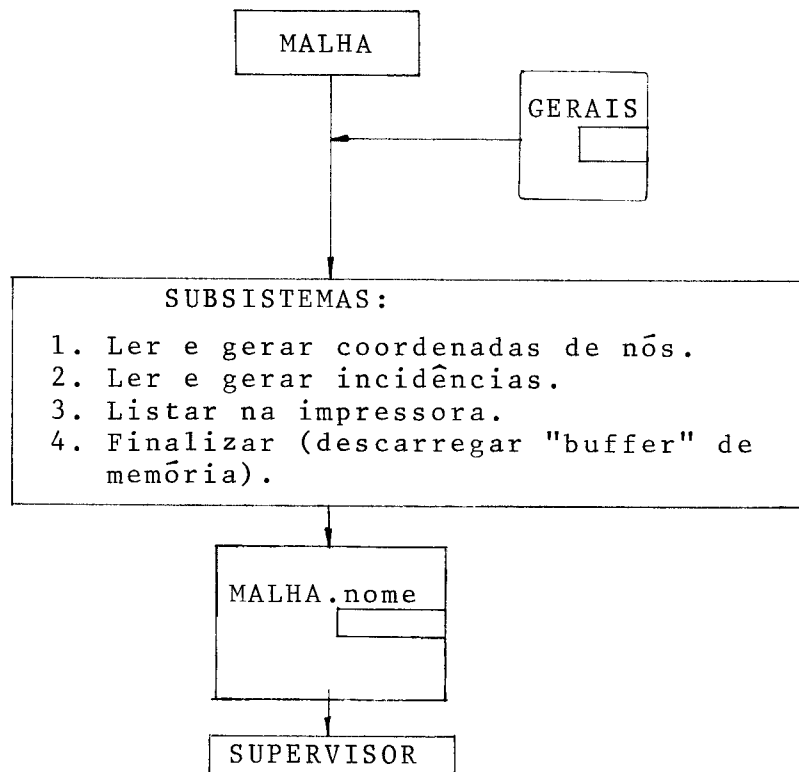 MALHA
GERAIS
SUBSISTEMAS:
1. Ler e gerar coordenadas de nós.
2. Ler e gerar incidências.
3. Listar na impressora.
4. Finalizar (descarregar "buffer" de
memória).
MALHA.nome
SUPERVISOR